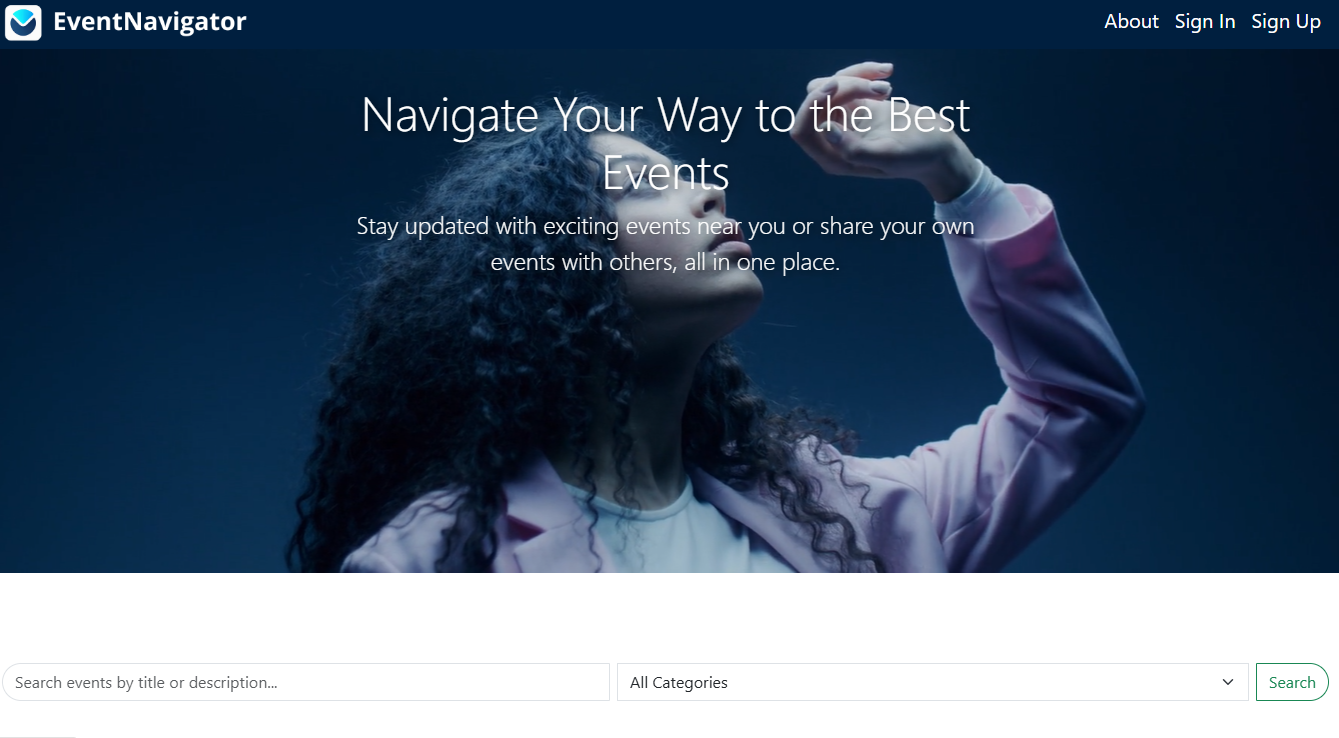 EventNavigator
About Sign In Sign Up
Navigate Your Way to the Best
Events
Stay updated with exciting events near you or share your own
events with others, all in one place.
Search events by title or description...
All Categories
Search